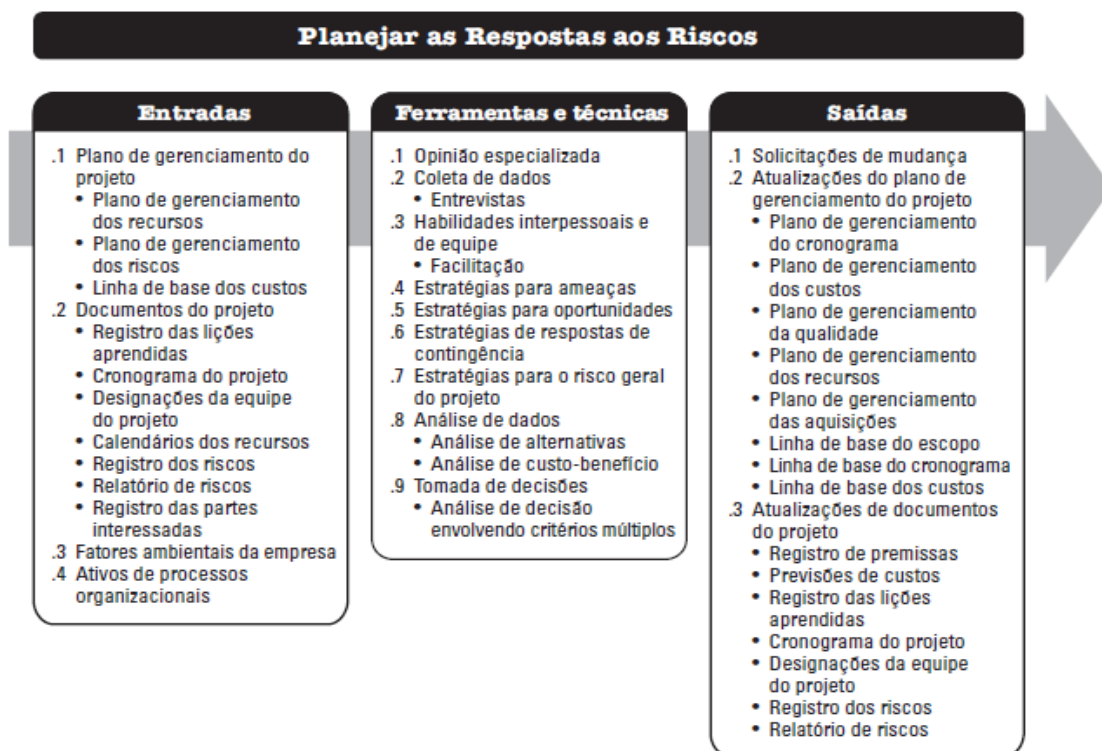 Planejar as Respostas aos Riscos
Entradas
.1 Plano de gerenciamento do
projeto
• Plano de gerenciamento
dos recursos
• Plano de gerenciamento
dos riscos
• Linha de base dos custos
.2 Documentos do projeto
• Registro das lições
aprendidas
• Cronograma do projeto
• Designações da equipe
do projeto
• Calendários dos recursos
• Registro dos riscos
• Relatório de riscos
• Registro das partes
interessadas
.3 Fatores ambientais da empresa
.4 Ativos de processos
organizacionais
Ferramentas e técnicas
.1 Opinião especializada
.2 Coleta de dados
• Entrevistas
.3 Habilidades interpessoais e
de equipe
• Facilitação
.4 Estratégias para ameaças
.5 Estratégias para oportunidades
.6 Estratégias de respostas de
contingência
.7 Estratégias para o risco geral
do projeto
.8 Análise de dados
• Análise de alternativas
• Análise de custo-benefício
.9 Tomada de decisões
• Análise de decisão
envolvendo critérios múltiplos
Saídas
.1 Solicitações de mudança
.2 Atualizações do plano de
gerenciamento do projeto
• Plano de gerenciamento
do cronograma
• Plano de gerenciamento
dos custos
• Plano de gerenciamento
da qualidade
• Plano de gerenciamento
dos recursos
• Plano de gerenciamento
das aquisições
• Linha de base do escopo
• Linha de base do cronograma
• Linha de base dos custos
.3 Atualizações de documentos
do projeto
• Registro de premissas
• Previsões de custos
• Registro das lições
aprendidas
• Cronograma do projeto
• Designações da equipe
do projeto
• Registro dos riscos
• Relatório de riscos